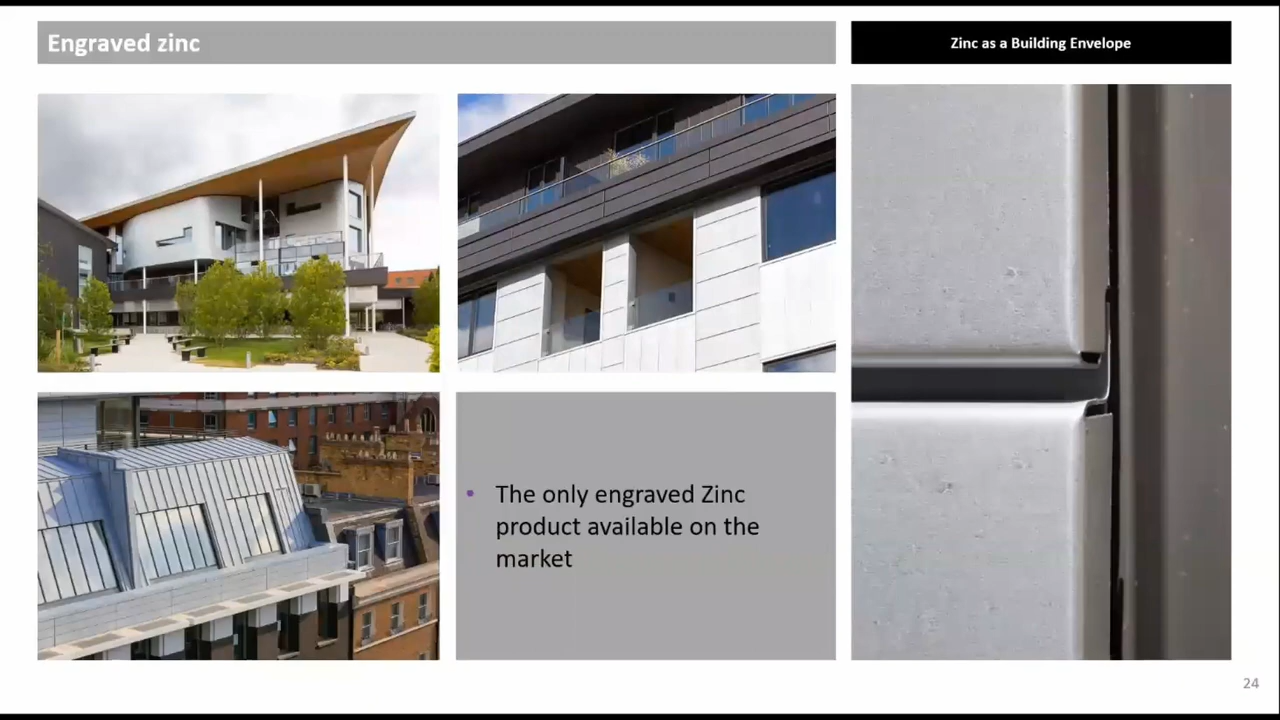 Engraved zinc
Zinc as a Building Envelope
• The only engraved Zinc
product available on the
market
24